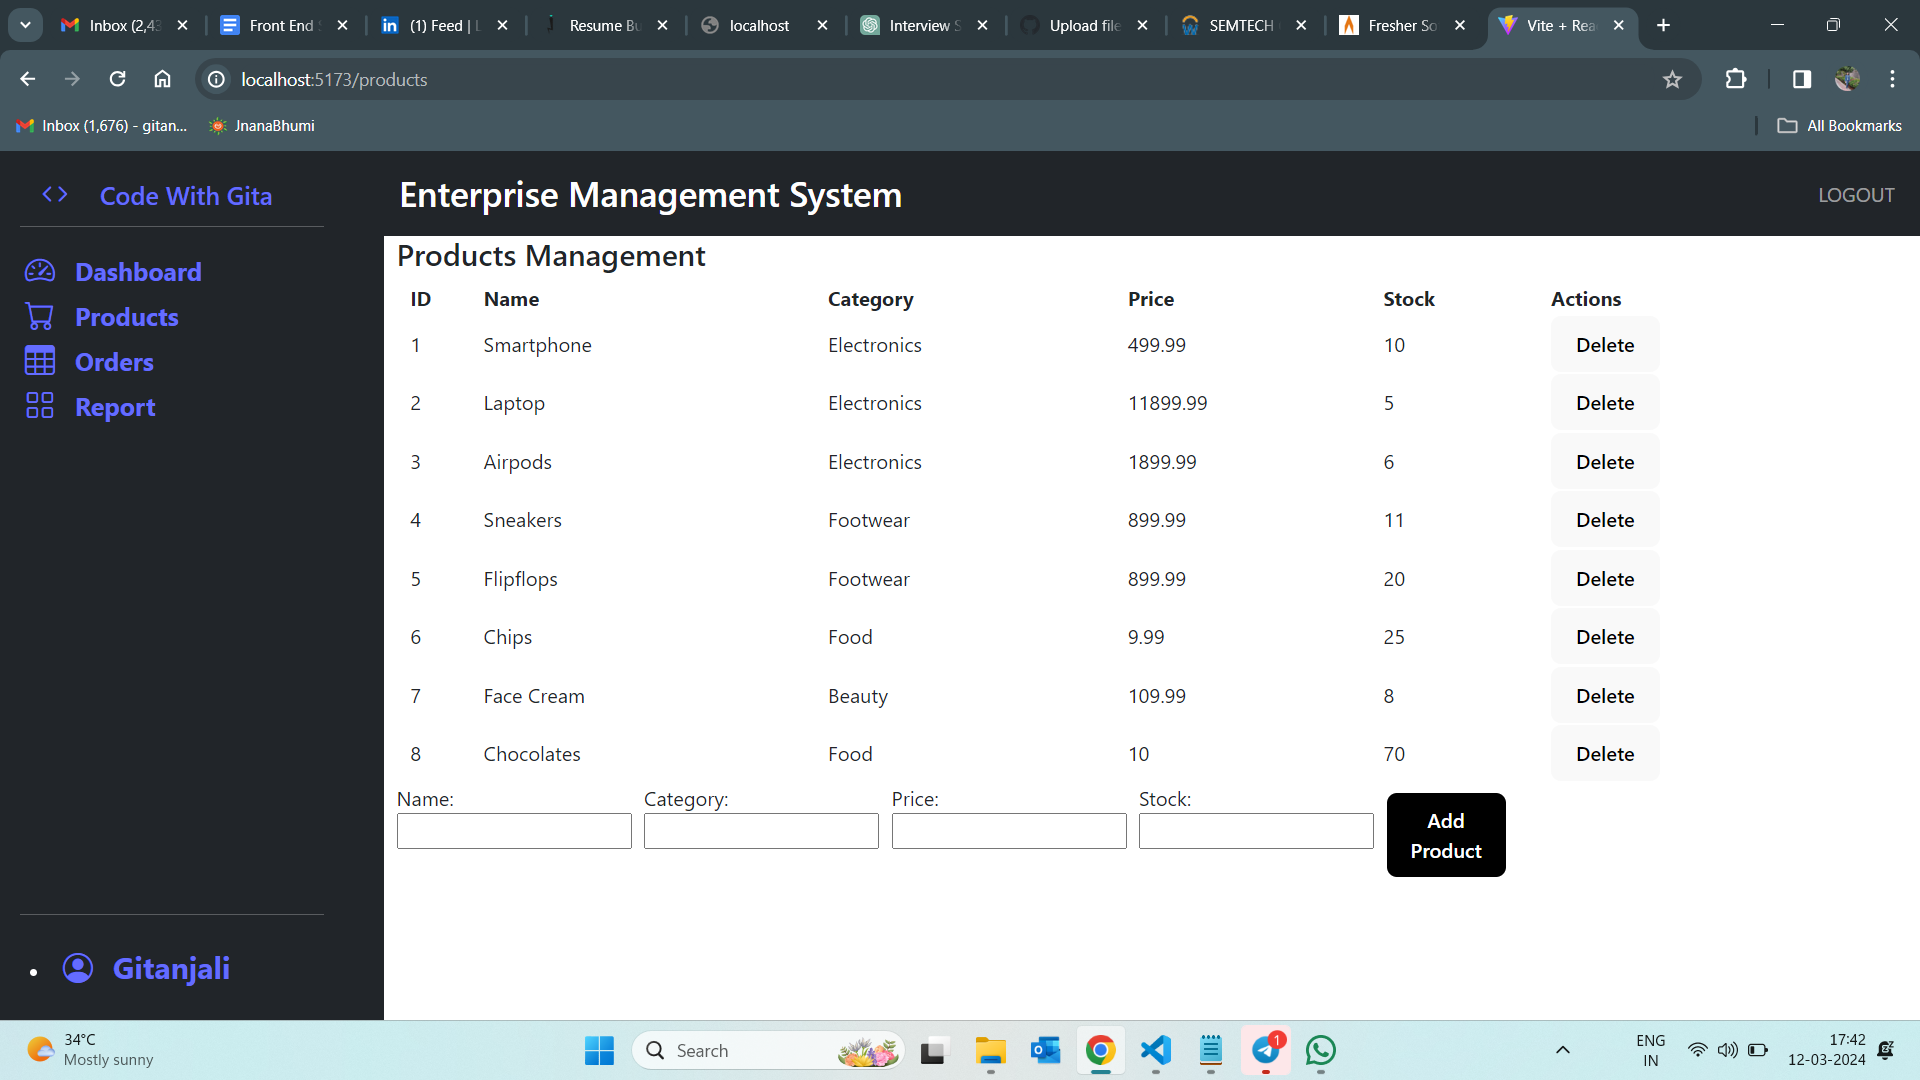 Inbox (2,43
Front End
(1) Feed | L
Resume Bu
localhost
Interview S
Upload file
SEMTECH
Fresher So
Vite + Rea
localhost:5173/products
Inbox (1,676) - gitan...
JnanaBhumi
All Bookmarks
Code With Gita
Enterprise Management System
LOGOUT
Dashboard
Products
Orders
Report
Products Management
ID Name Category Price Stock Actions
1 Smartphone Electronics 499.99 10 Delete
2 Laptop Electronics 11899.99 5 Delete
3 Airpods Electronics 1899.99 6 Delete
4 Sneakers Footwear 899.99 11 Delete
5 Flipflops Footwear 899.99 20 Delete
6 Chips Food 9.99 25 Delete
7 Face Cream Beauty 109.99 8 Delete
8 Chocolates Food 10 70 Delete
Name: Category: Price: Stock:
Add
Product
Gitanjali
34°C
Mostly sunny
Search
1
ENG
IN
17:42
12-03-2024